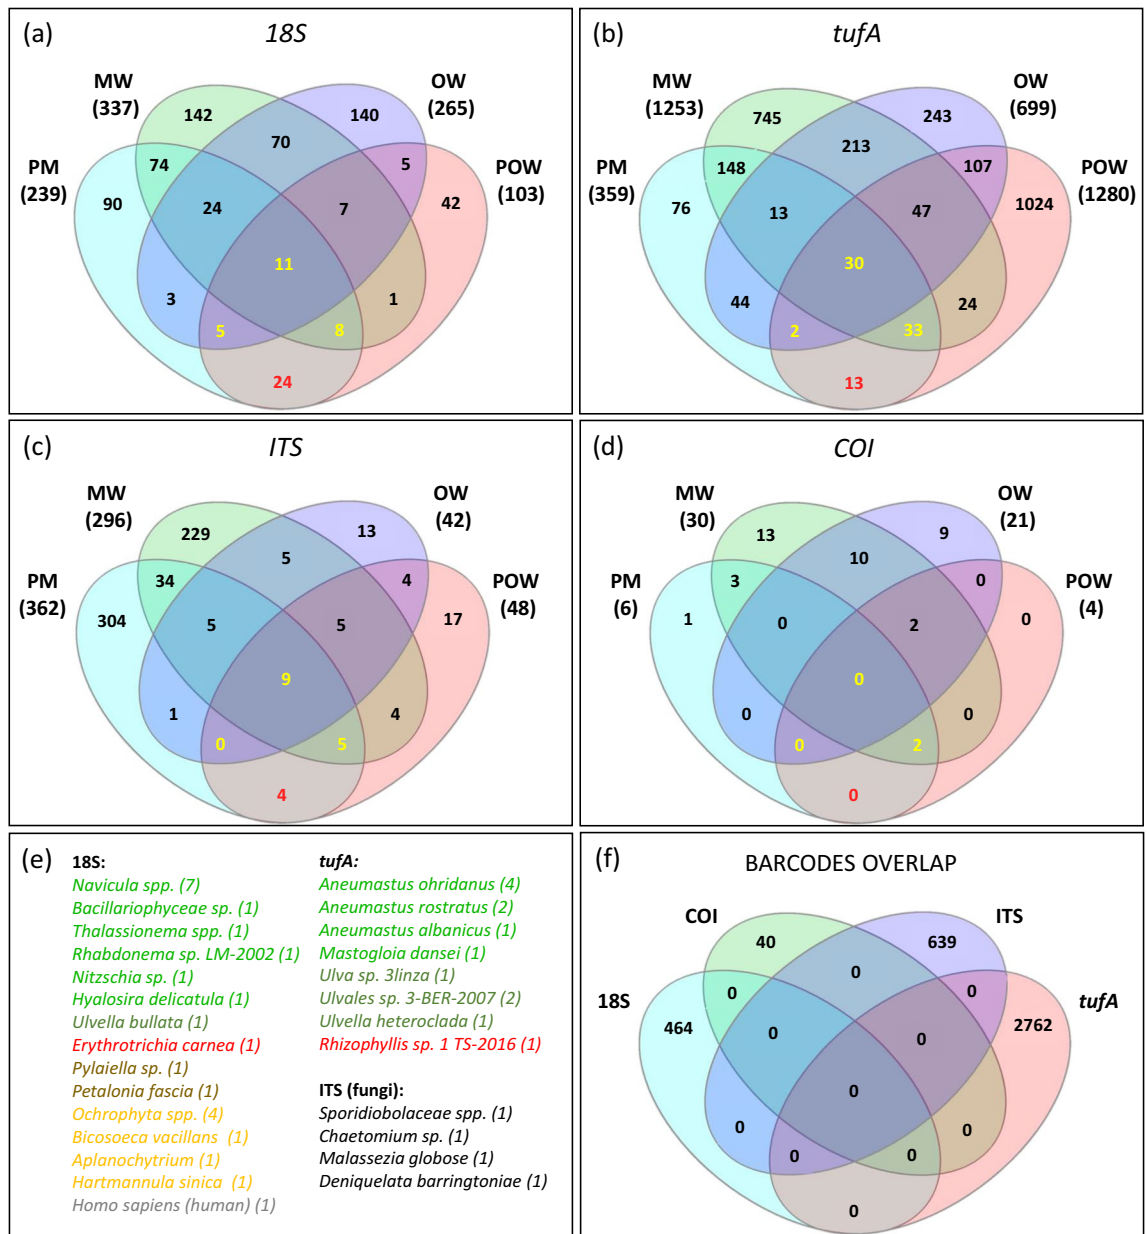 (a)
18S
MW
(337)
OW
(265)
PM
(239)
POW
(103)
142
140
70
74
5
90
24
7
42
11
3
1
5
8
24
(b)
tufA
MW
(1253)
OW
(699)
PM
(359)
POW
(1280)
745
243
213
148
107
76
13
47
1024
30
44
24
2
33
13
(c)
ITS
MW
(296)
OW
(42)
PM
(362)
POW
(48)
229
13
5
34
4
304
5
5
17
9
1
4
0
5
4
(d)
COI
MW
(30)
OW
(21)
PM
(6)
POW
(4)
13
9
10
3
0
1
0
2
0
0
0
0
0
2
0
(e)
18S:
Navicula spp. (7)
Bacillariophyceae sp. (1)
Thalassionema spp. (1)
Rhabdonema sp. LM-2002 (1)
Nitzschia sp. (1)
Hyalosira delicatula (1)
Ulvella bullata (1)
Erythrotrichia carnea (1)
Pylaiella sp. (1)
Petalonia fascia (1)
Ochrophyta spp. (4)
Bicosoeca vacillans (1)
Aplanochytrium (1)
Hartmannula sinica (1)
Homo sapiens (human) (1)
tufA:
Aneumastus ohridanus (4)
Aneumastus rostratus (2)
Aneumastus albanicus (1)
Mastogloia dansei (1)
Ulva sp. 3linza (1)
Ulvales sp. 3-BER-2007 (2)
Ulvella heteroclada (1)
Rhizophyllis sp. 1 TS-2016 (1)
ITS (fungi):
Sporidiobolaceae spp. (1)
Chaetomium sp. (1)
Malassezia globose (1)
Deniquelata barringtoniae (1)
(f)
BARCODES OVERLAP
COI
ITS
18S
tufA
40
639
0
0
0
464
0
0
2762
0
0
0
0
0
0